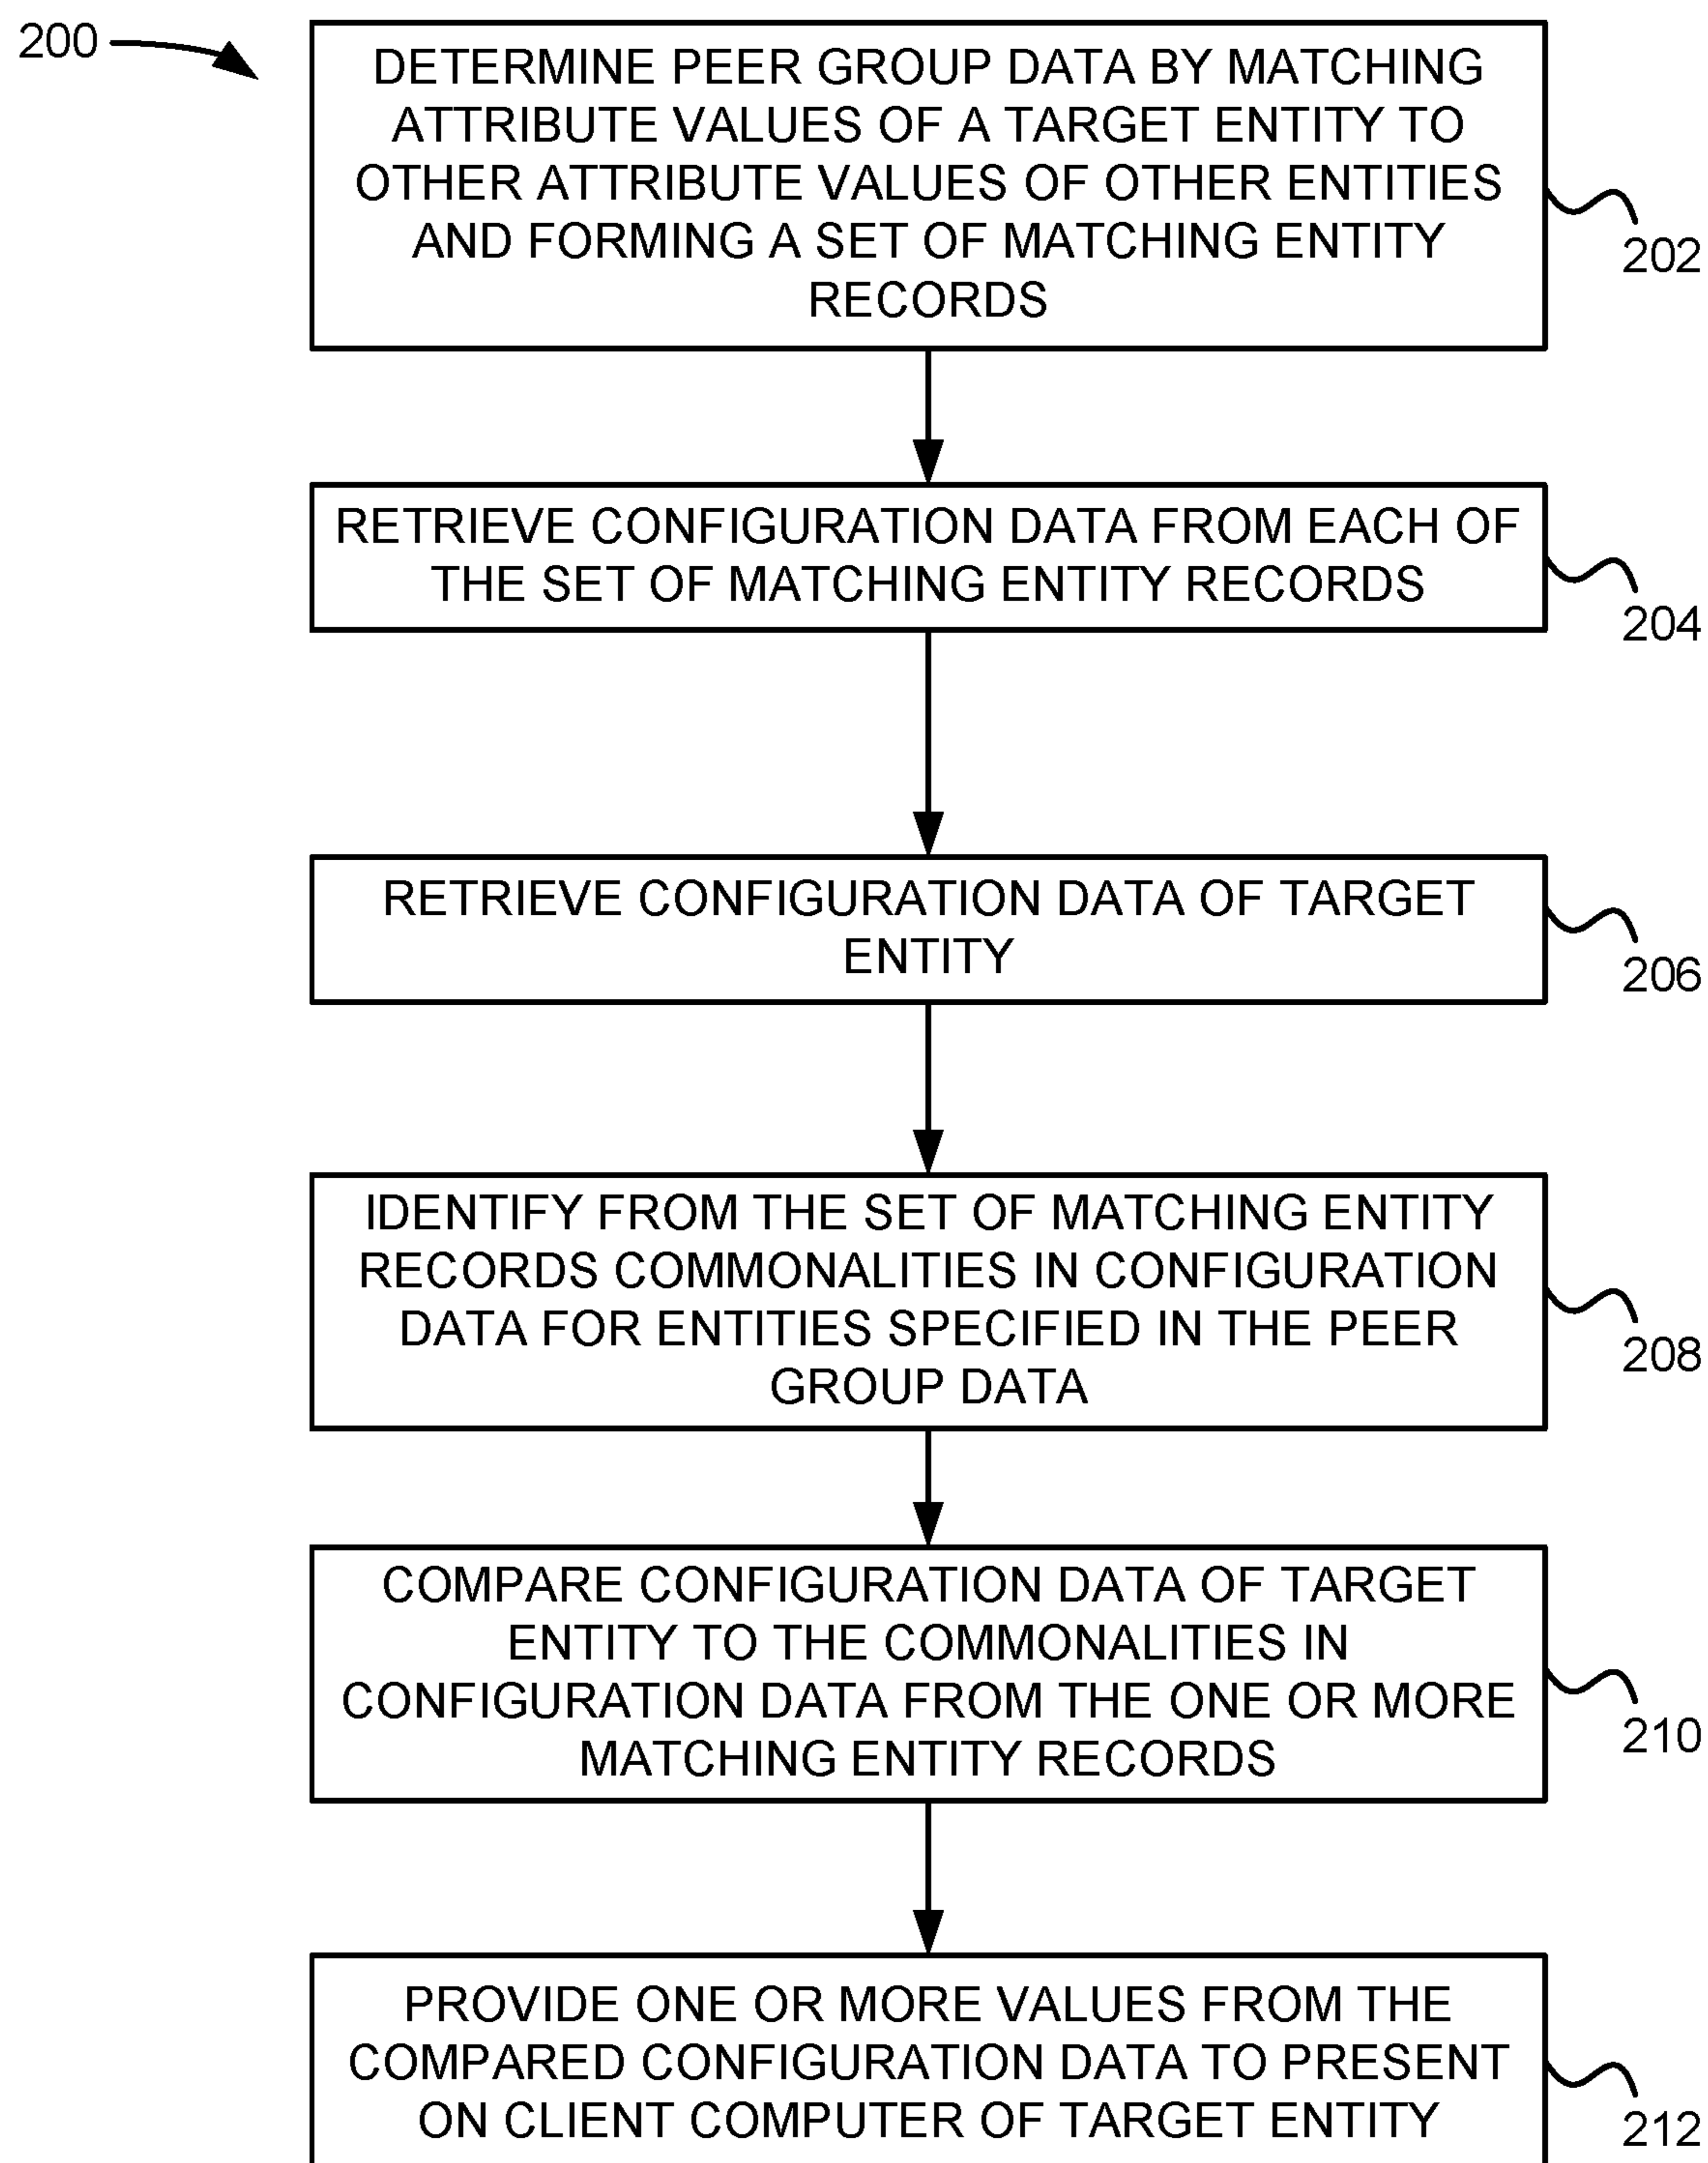 200
DETERMINE PEER GROUP DATA BY MATCHING
ATTRIBUTE VALUES OF A TARGET ENTITY TO
OTHER ATTRIBUTE VALUES OF OTHER ENTITIES
AND FORMING A SET OF MATCHING ENTITY
RECORDS
202
RETRIEVE CONFIGURATION DATA FROM EACH OF
THE SET OF MATCHING ENTITY RECORDS
204
RETRIEVE CONFIGURATION DATA OF TARGET
ENTITY
206
IDENTIFY FROM THE SET OF MATCHING ENTITY
RECORDS COMMONALITIES IN CONFIGURATION
DATA FOR ENTITIES SPECIFIED IN THE PEER
GROUP DATA
208
COMPARE CONFIGURATION DATA OF TARGET
ENTITY TO THE COMMONALITIES IN
CONFIGURATION DATA FROM THE ONE OR MORE
MATCHING ENTITY RECORDS
210
PROVIDE ONE OR MORE VALUES FROM THE
COMPARED CONFIGURATION DATA TO PRESENT
ON CLIENT COMPUTER OF TARGET ENTITY
212